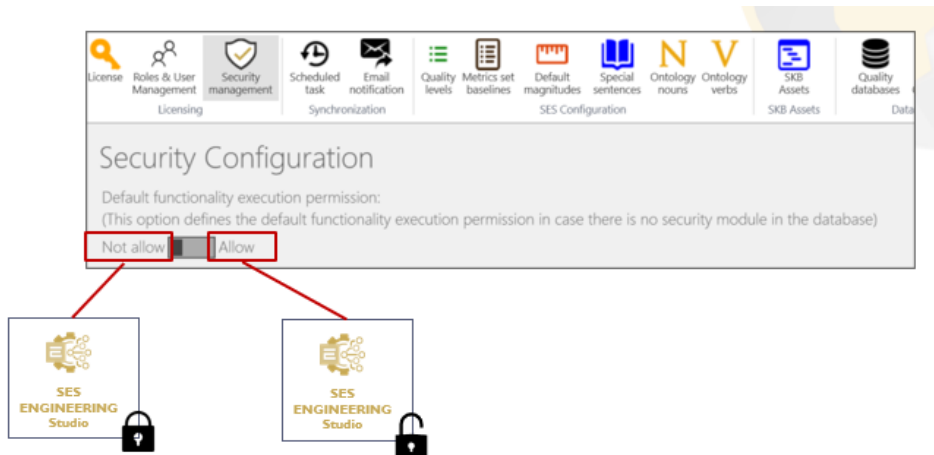 License
Roles & User
Management
Security
management
Scheduled
task
Email
notification
Quality
levels
Metrics set
baselines
Default
magnitudes
Special
sentences
Ontology
nouns
Ontology
verbs
SKB
Assets
Quality
databases
Licensing
Synchronization
SES Configuration
SKB Assets
Data
Security Configuration
Default functionality execution permission:
(This option defines the default functionality execution permission in case there is no security module in the database)
Not allow
Allow
SES
ENGINEERING
Studio
SES
ENGINEERING
Studio